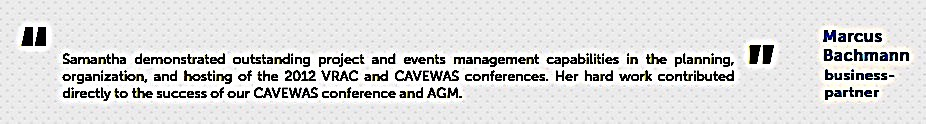 "
Samantha demonstrated outstanding project and events management capabilities in the planning,
organization, and hosting of the 2012 VRAC and CAVEWAS conferences. Her hard work contributed
directly to the success of our CAVEWAS conference and AGM.
"
Marcus
Bachmann
business-
partner